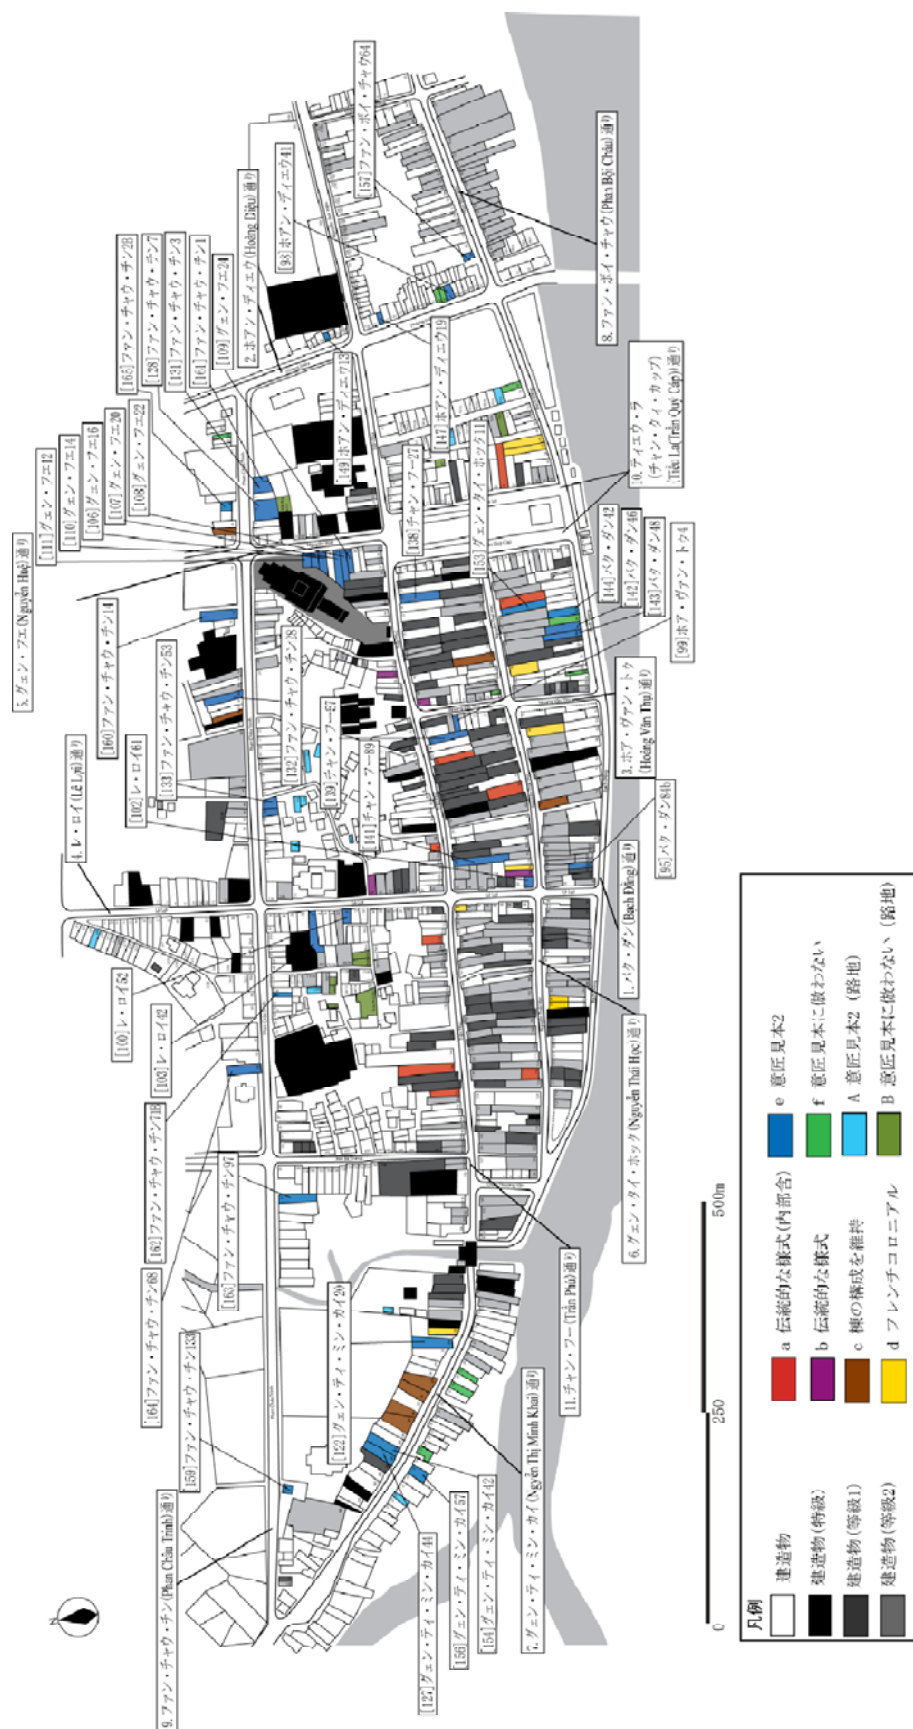 9. ファン・チャウ・チン(Phan Châu Trinh)通り
[159]ファン・チャウ・チン133
[164]ファン・チャウ・チン68
[162]ファン・チャウ・チン71B
[163]ファン・チャウ・チン97
[103]レ・ロイ42
[100]レ・ロイ52
4. レ・ロイ(Lê Lợi)通り
[102]レ・ロイ61
[133]ファン・チャウ・チン53
[132]ファン・チャウ・チン28
[160]ファン・チャウ・チン14
5. グェン・フエ(Nguyễn Huệ)通り
[111]グェン・フエ12
[110]グェン・フエ14
[106]グェン・フエ16
[107]グェン・フエ20
[108]グェン・フエ22
[165]ファン・チャウ・チン2B
[128]ファン・チャウ・チン7
[131]ファン・チャウ・チン3
[161]ファン・チャウ・チン1
[109]グェン・フエ24
2. ホアン・ディエウ(Hoàng Diệu)通り
[93]ホアン・ディエウ41
[157]ファン・ボイ・チャウ64
[149]ホアン・ディエウ13
[147]ホアン・ディエウ19
[138]チャン・フー27
[153]グェン・タイ・ホック11
[141]チャン・フー89
[122]グェン・ティ・ミン・カイ20
[127]グェン・ティ・ミン・カイ44
[156]グェン・ティ・ミン・カイ57
[154]グェン・ティ・ミン・カイ42
7. グェン・ティ・ミン・カイ(Nguyễn Thị Minh Khai)通り
11. チャン・フー(Trần Phú)通り
6. グェン・タイ・ホック(Nguyễn Thái Học)通り
1. バク・ダン(Bạch Đằng)通り
[95]バク・ダン84b
3. ホア・ヴァン・トゥ
(Hoàng Văn Thụ)通り
[99]ホア・ヴァン・トゥ4
[143]バク・ダン48
[142]バク・ダン46
[144]バク・ダン42
10. ティエウ・ラ
(チャン・クィ・カップ)
Tiểu La(Trần Quý Cáp)通り
8. ファン・ボイ・チャウ(Phan Bội Châu)通り
0
250
500m
凡例
建造物
建造物(特級)
建造物(等級1)
建造物(等級2)
a 伝統的な様式(内部含)
b 伝統的な様式
c 棟の構成を維持
d フレンチコロニアル
e 意匠見本2
f 意匠見本に倣わない
A 意匠見本2 (路地)
B 意匠見本に倣わない (路地)